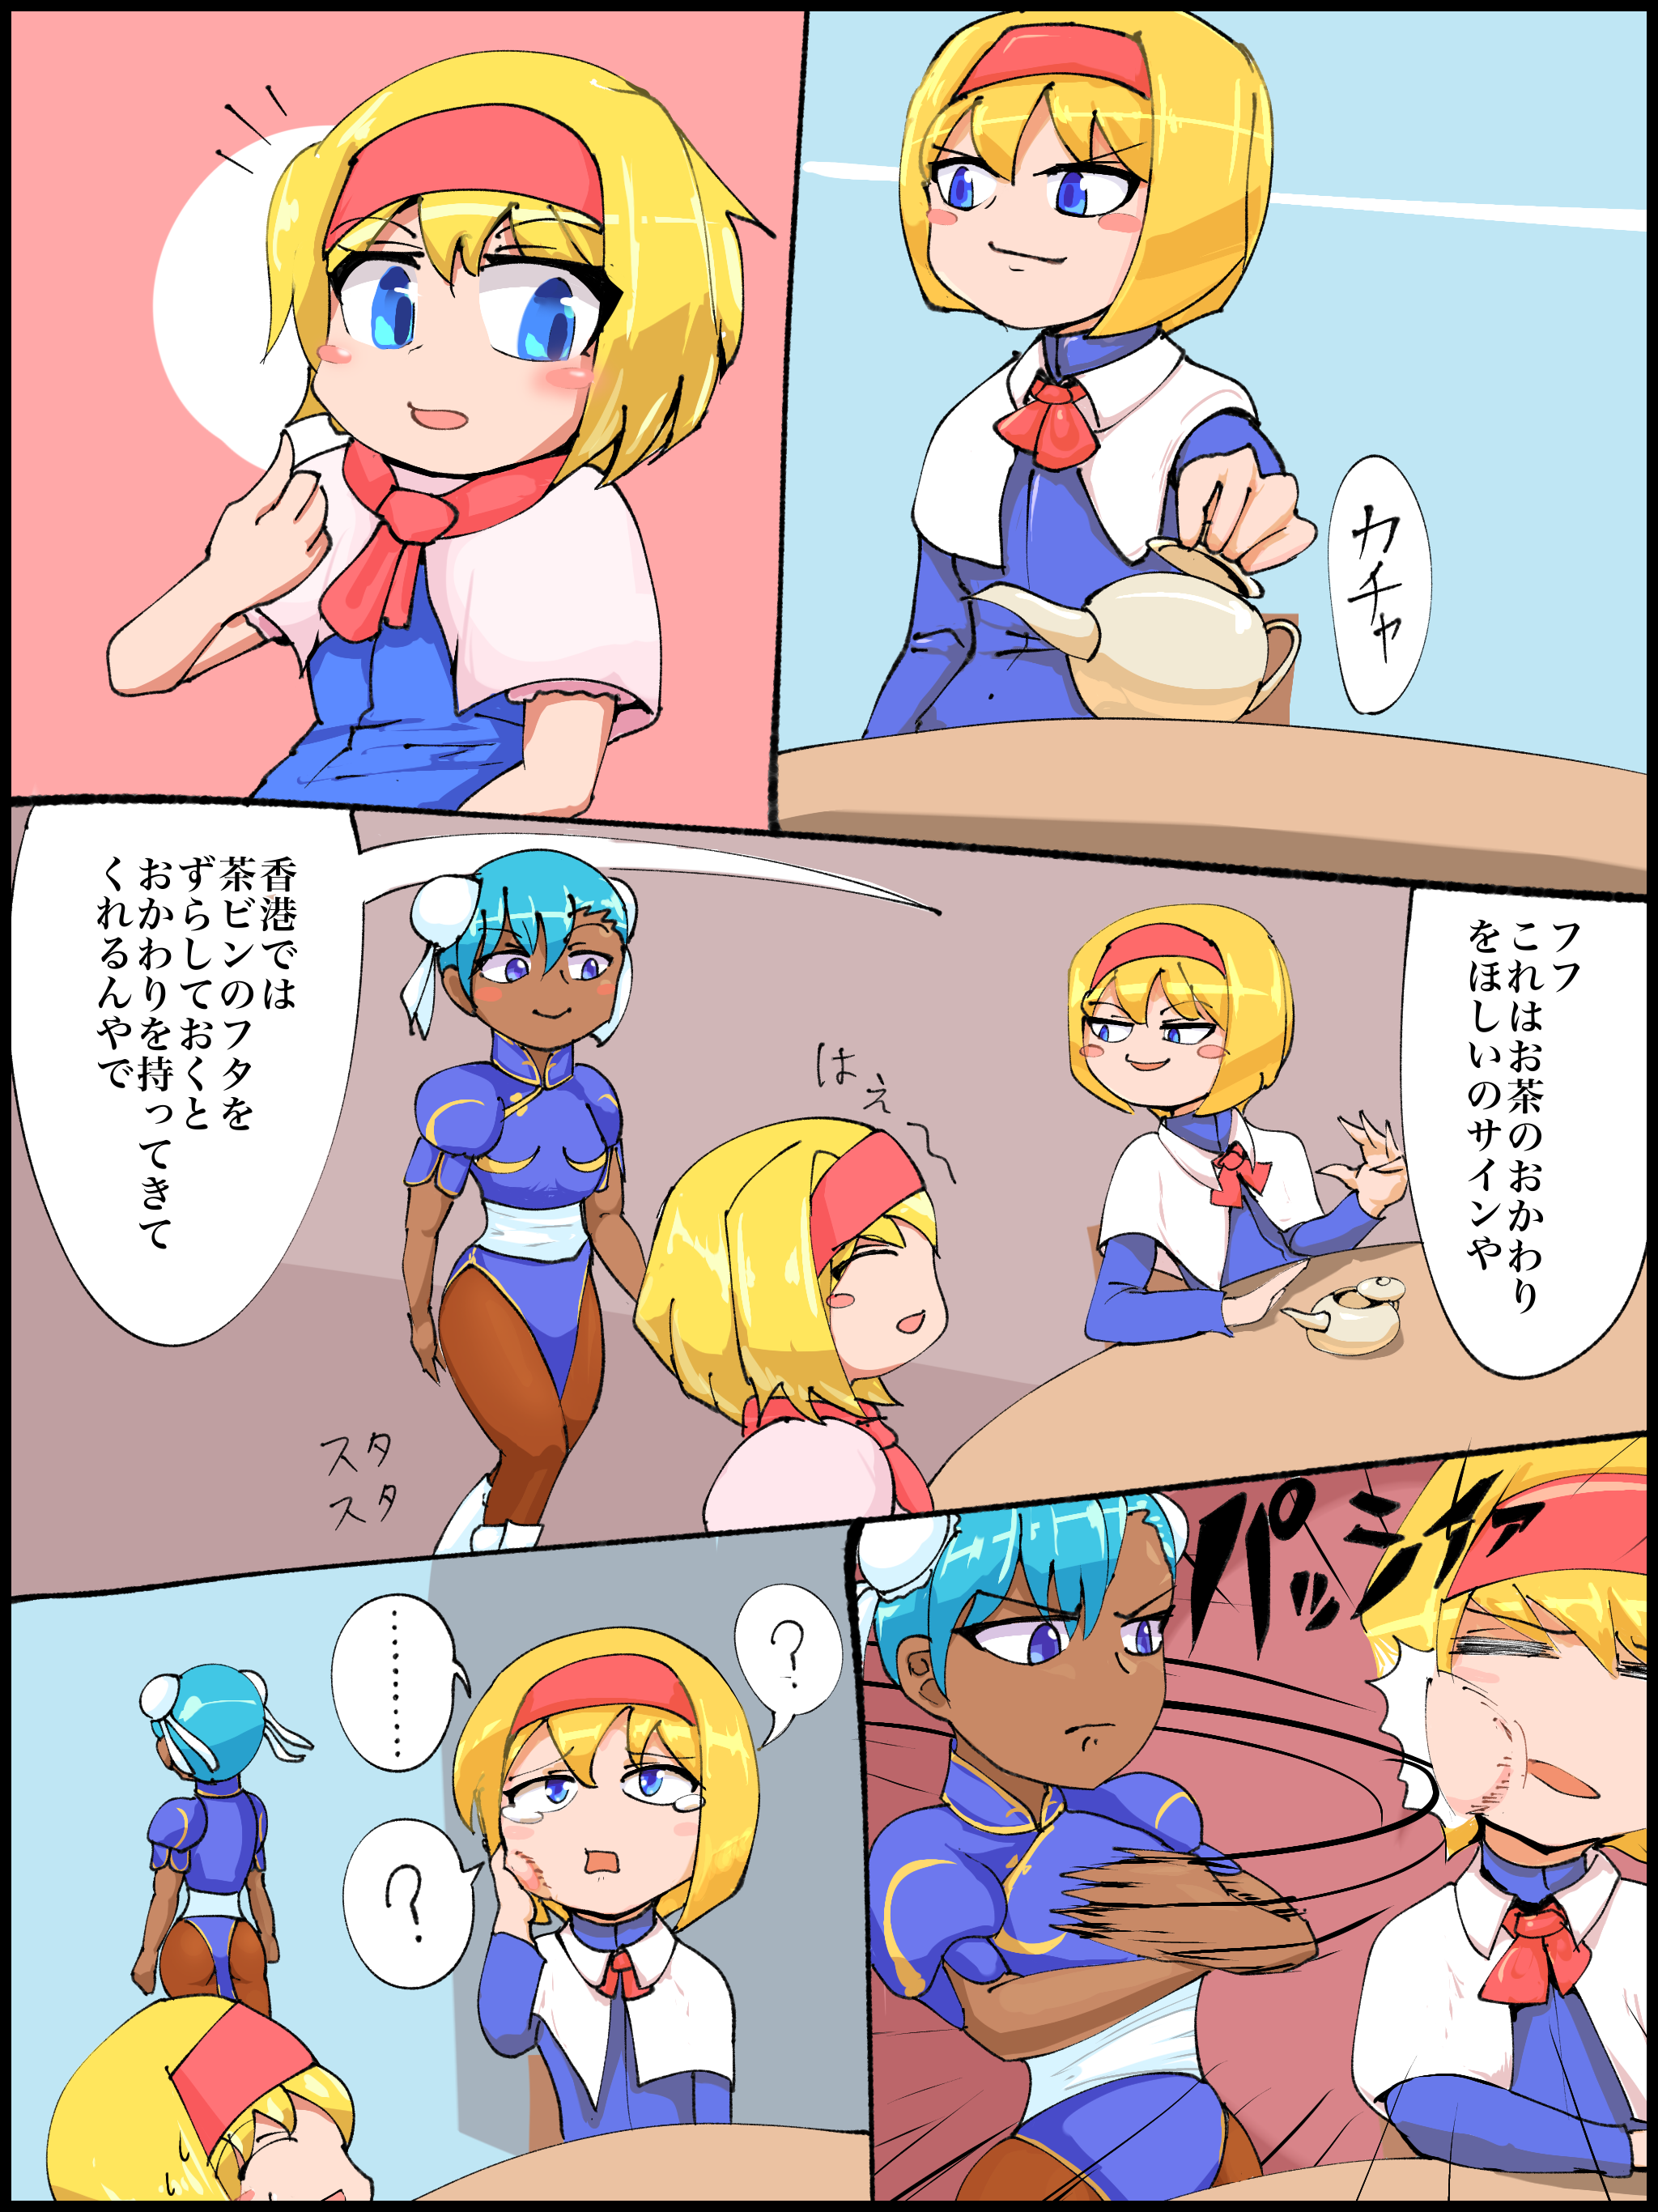 カチャ
フフ
これはお茶のおかわり
をほしいのサインや
香港では
茶ビンのフタを
ずらしておくと
おかわりを持ってきて
くれるんやで
はぇ〜
スタ
スタ
パッシィァ
?
………
?